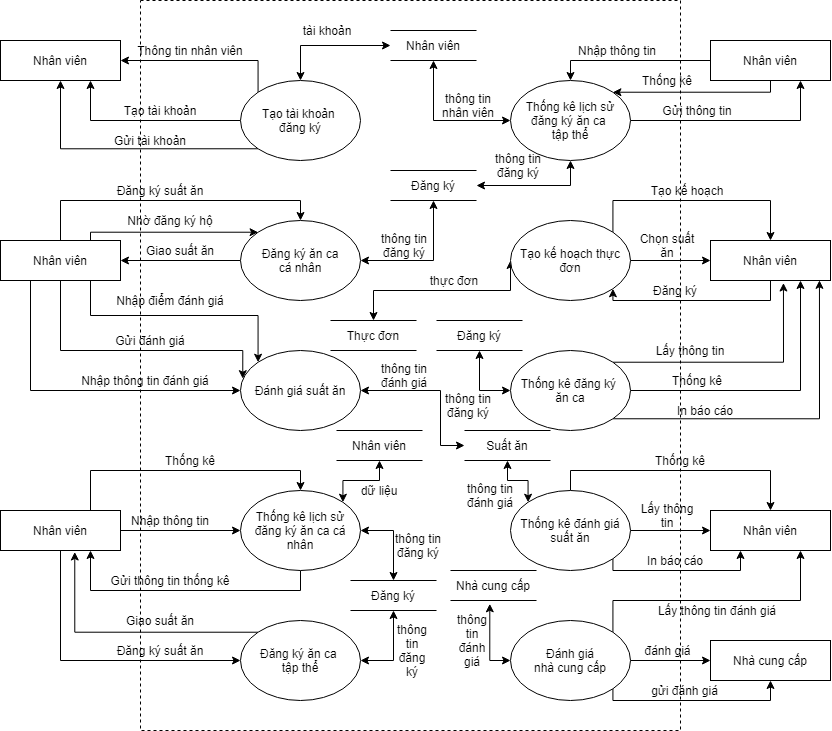 tài khoản
Nhân viên
Thông tin nhân viên
Nhân viên
Nhập thông tin
Nhân viên
Thống kê
Tạo tài khoản
Tạo tài khoản
đăng ký
thông tin
nhân viên
Thống kê lịch sử
đăng ký ăn ca
tập thể
Gửi thông tin
Gửi tài khoản
thông tin
đăng ký
Đăng ký
Đăng ký suất ăn
Tạo kế hoạch
Nhờ đăng ký hộ
Nhân viên
Giao suất ăn
Đăng ký ăn ca
cá nhân
thông tin
đăng ký
Tạo kế hoạch thực
đơn
Chọn suất
ăn
Nhân viên
Đăng ký
thực đơn
Nhập điểm đánh giá
Thực đơn
Đăng ký
Gửi đánh giá
Lấy thông tin
Nhập thông tin đánh giá
Đánh giá suất ăn
thông tin
đánh giá
thông tin
đăng ký
Thống kê đăng ký
ăn ca
Thống kê
In báo cáo
Nhân viên
Suất ăn
Thống kê
dữ liệu
thông tin
đánh giá
Thống kê
Nhân viên
Nhập thông tin
Thống kê lịch sử
đăng ký ăn ca cá
nhân
thông tin
đăng ký
Thống kê đánh giá
suất ăn
Lấy thông
tin
Nhân viên
In báo cáo
Gửi thông tin thống kê
Đăng ký
Nhà cung cấp
Lấy thông tin đánh giá
Giao suất ăn
Đăng ký suất ăn
Đăng ký ăn ca
tập thể
thông
tin
đăng
ký
thông
tin
đánh
giá
Đánh giá
nhà cung cấp
đánh giá
Nhà cung cấp
gửi đánh giá